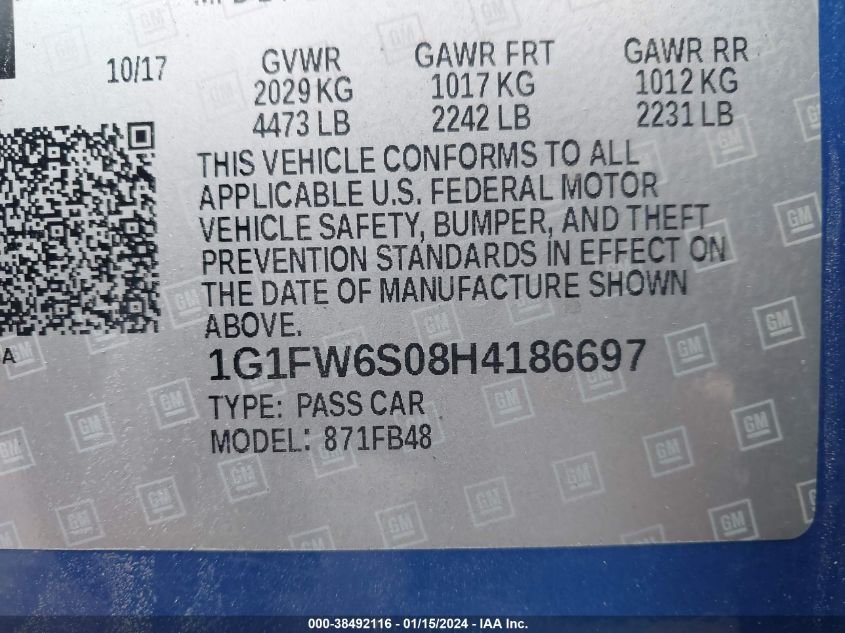 10/17 GVWR GAWR FRT GAWR RR
2029 KG 1017 KG 1012 KG
4473 LB 2242 LB 2231 LB
THIS VEHICLE CONFORMS TO ALL
APPLICABLE U.S. FEDERAL MOTOR
VEHICLE SAFETY, BUMPER, AND THEFT
PREVENTION STANDARDS IN EFFECT ON
THE DATE OF MANUFACTURE SHOWN
ABOVE.
A
1G1FW6S08H4186697
TYPE: PASS CAR
MODEL: 871FB48
GM
000-38492116 - 01/15/2024 - IAA Inc.